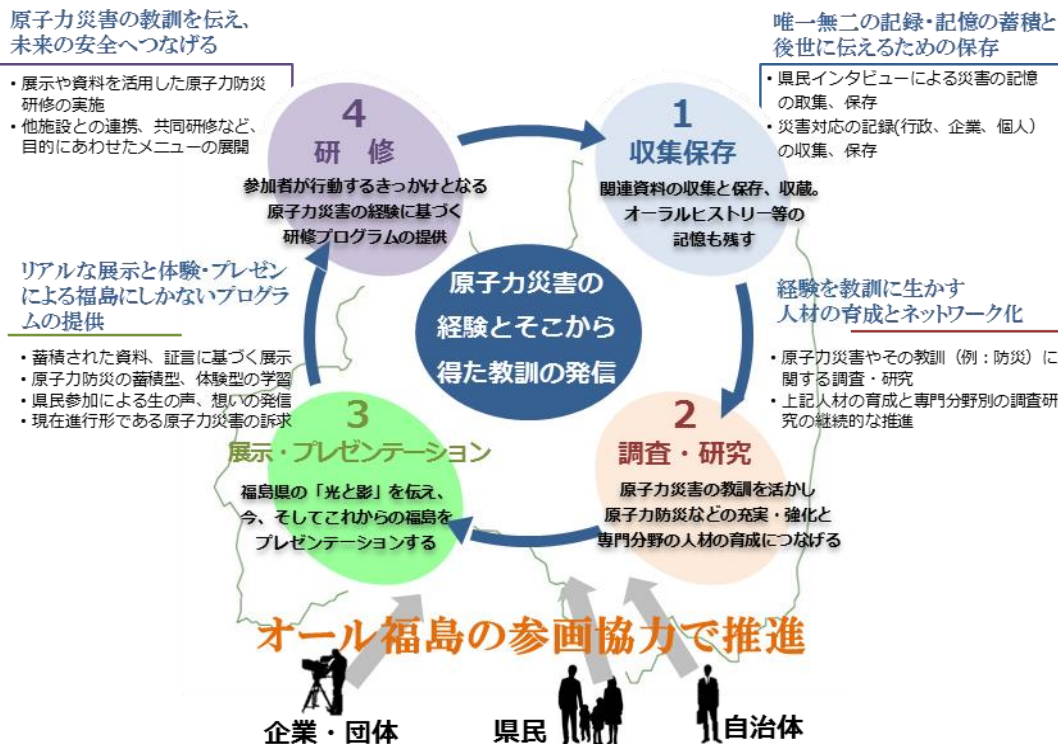 原子力災害の教訓を伝え、
未来の安全へつなげる
・展示や資料を活用した原子力防災
研修の実施
・他施設との連携、共同研修など、
目的にあわせたメニューの展開
4
研 修
参加者が行動するきっかけとなる
原子力災害の経験に基づく
研修プログラムの提供
唯一無二の記録・記憶の蓄積と
後世に伝えるための保存
・県民インタビューによる災害の記憶
の取集、保存
・災害対応の記録(行政、企業、個人)
の収集、保存
1
収集保存
関連資料の収集と保存、収蔵。
オーラルヒストリー等の
記憶も残す
原子力災害の
経験とそこから
得た教訓の発信
経験を教訓に生かす
人材の育成とネットワーク化
・原子力災害やその教訓（例：防災）に
関する調査・研究
・上記人材の育成と専門分野別の調査研
究の継続的な推進
2
調査・研究
原子力災害の教訓を活かし
原子力防災などの充実・強化と
専門分野の人材の育成につなげる
リアルな展示と体験・プレゼン
による福島にしかないプログラ
ムの提供
・蓄積された資料、証言に基づく展示
・原子力防災の蓄積型、体験型の学習
・県民参加による生の声、想いの発信
・現在進行形である原子力災害の訴求
3
展示・プレゼンテーション
福島県の「光と影」を伝え、
今、そしてこれからの福島を
プレゼンテーションする
オール福島の参画協力で推進
企業・団体
県民
自治体